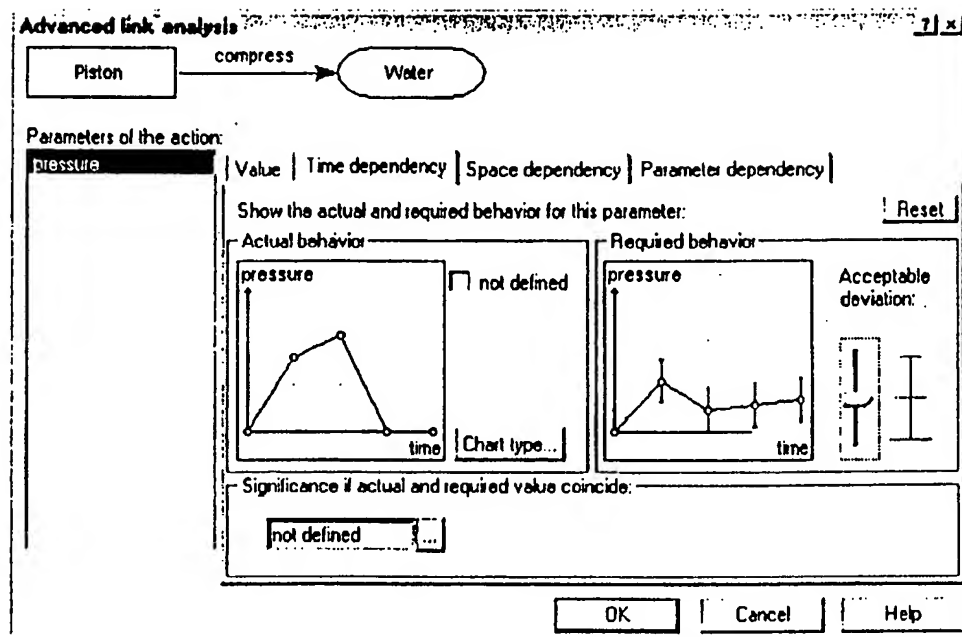 Advanced link analysis ? ×
Piston
compress
Water
Parameters of the action:
pressure
Value
Time dependency
Space dependency
Parameter dependency
Show the actual and required behavior for this parameter:
Reset
Actual behavior
pressure
time
not defined
Chart type...
Required behavior
pressure
time
Acceptable
deviation:
Significance if actual and required value coincide:
not defined
...
OK
Cancel
Help